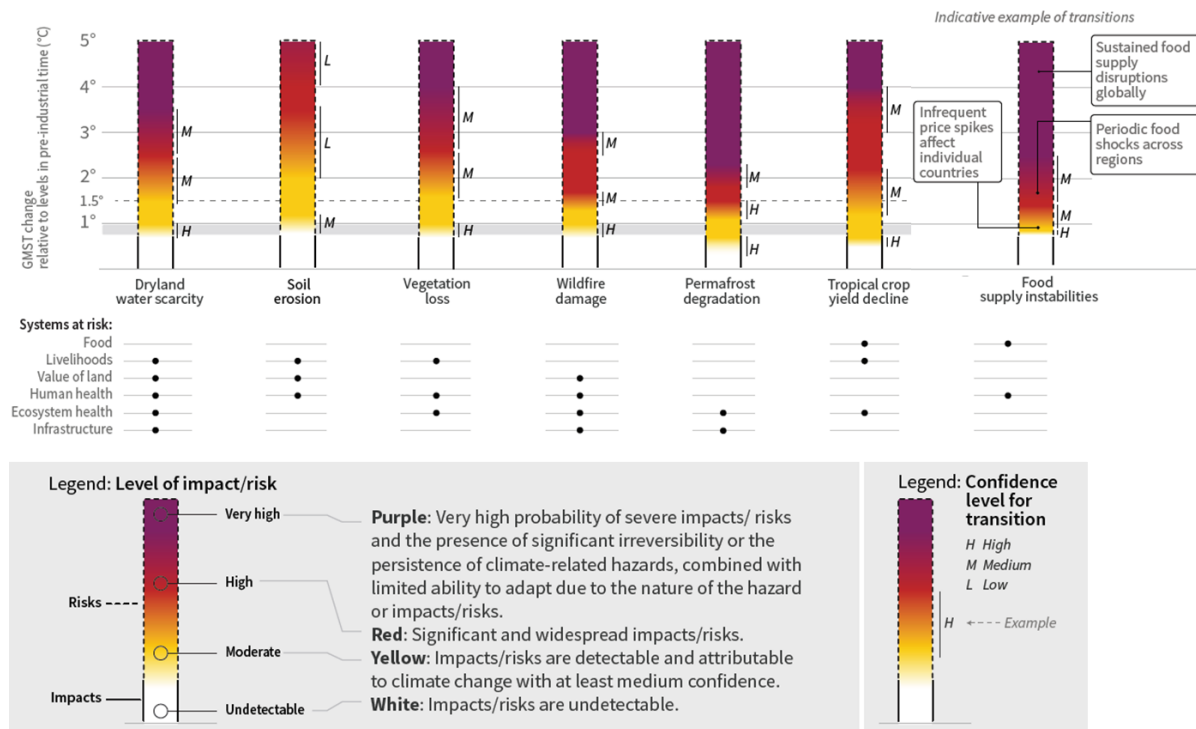 Indicative example of transitions
GMST change
relative to levels in pre-industrial time (°C)
5°
4°
3°
2°
1.5°
1°
M
M
H
L
L
M
M
M
H
M
M
H
M
H
H
M
M
H
M
M
H
Infrequent
price spikes
affect
individual
countries
Sustained food
supply
disruptions
globally
Periodic food
shocks across
regions
Dryland
water scarcity
Soil
erosion
Vegetation
loss
Wildfire
damage
Permafrost
degradation
Tropical crop
yield decline
Food
supply instabilities
Systems at risk:
Food
Livelihoods
Value of land
Human health
Ecosystem health
Infrastructure
Legend: Level of impact/risk
Very high
High
Moderate
Undetectable
Risks
Impacts
Purple: Very high probability of severe impacts/ risks
and the presence of significant irreversibility or the
persistence of climate-related hazards, combined with
limited ability to adapt due to the nature of the hazard
or impacts/risks.
Red: Significant and widespread impacts/risks.
Yellow: Impacts/risks are detectable and attributable
to climate change with at least medium confidence.
White: Impacts/risks are undetectable.
Legend: Confidence
level for
transition
H High
M Medium
L Low
H
Example